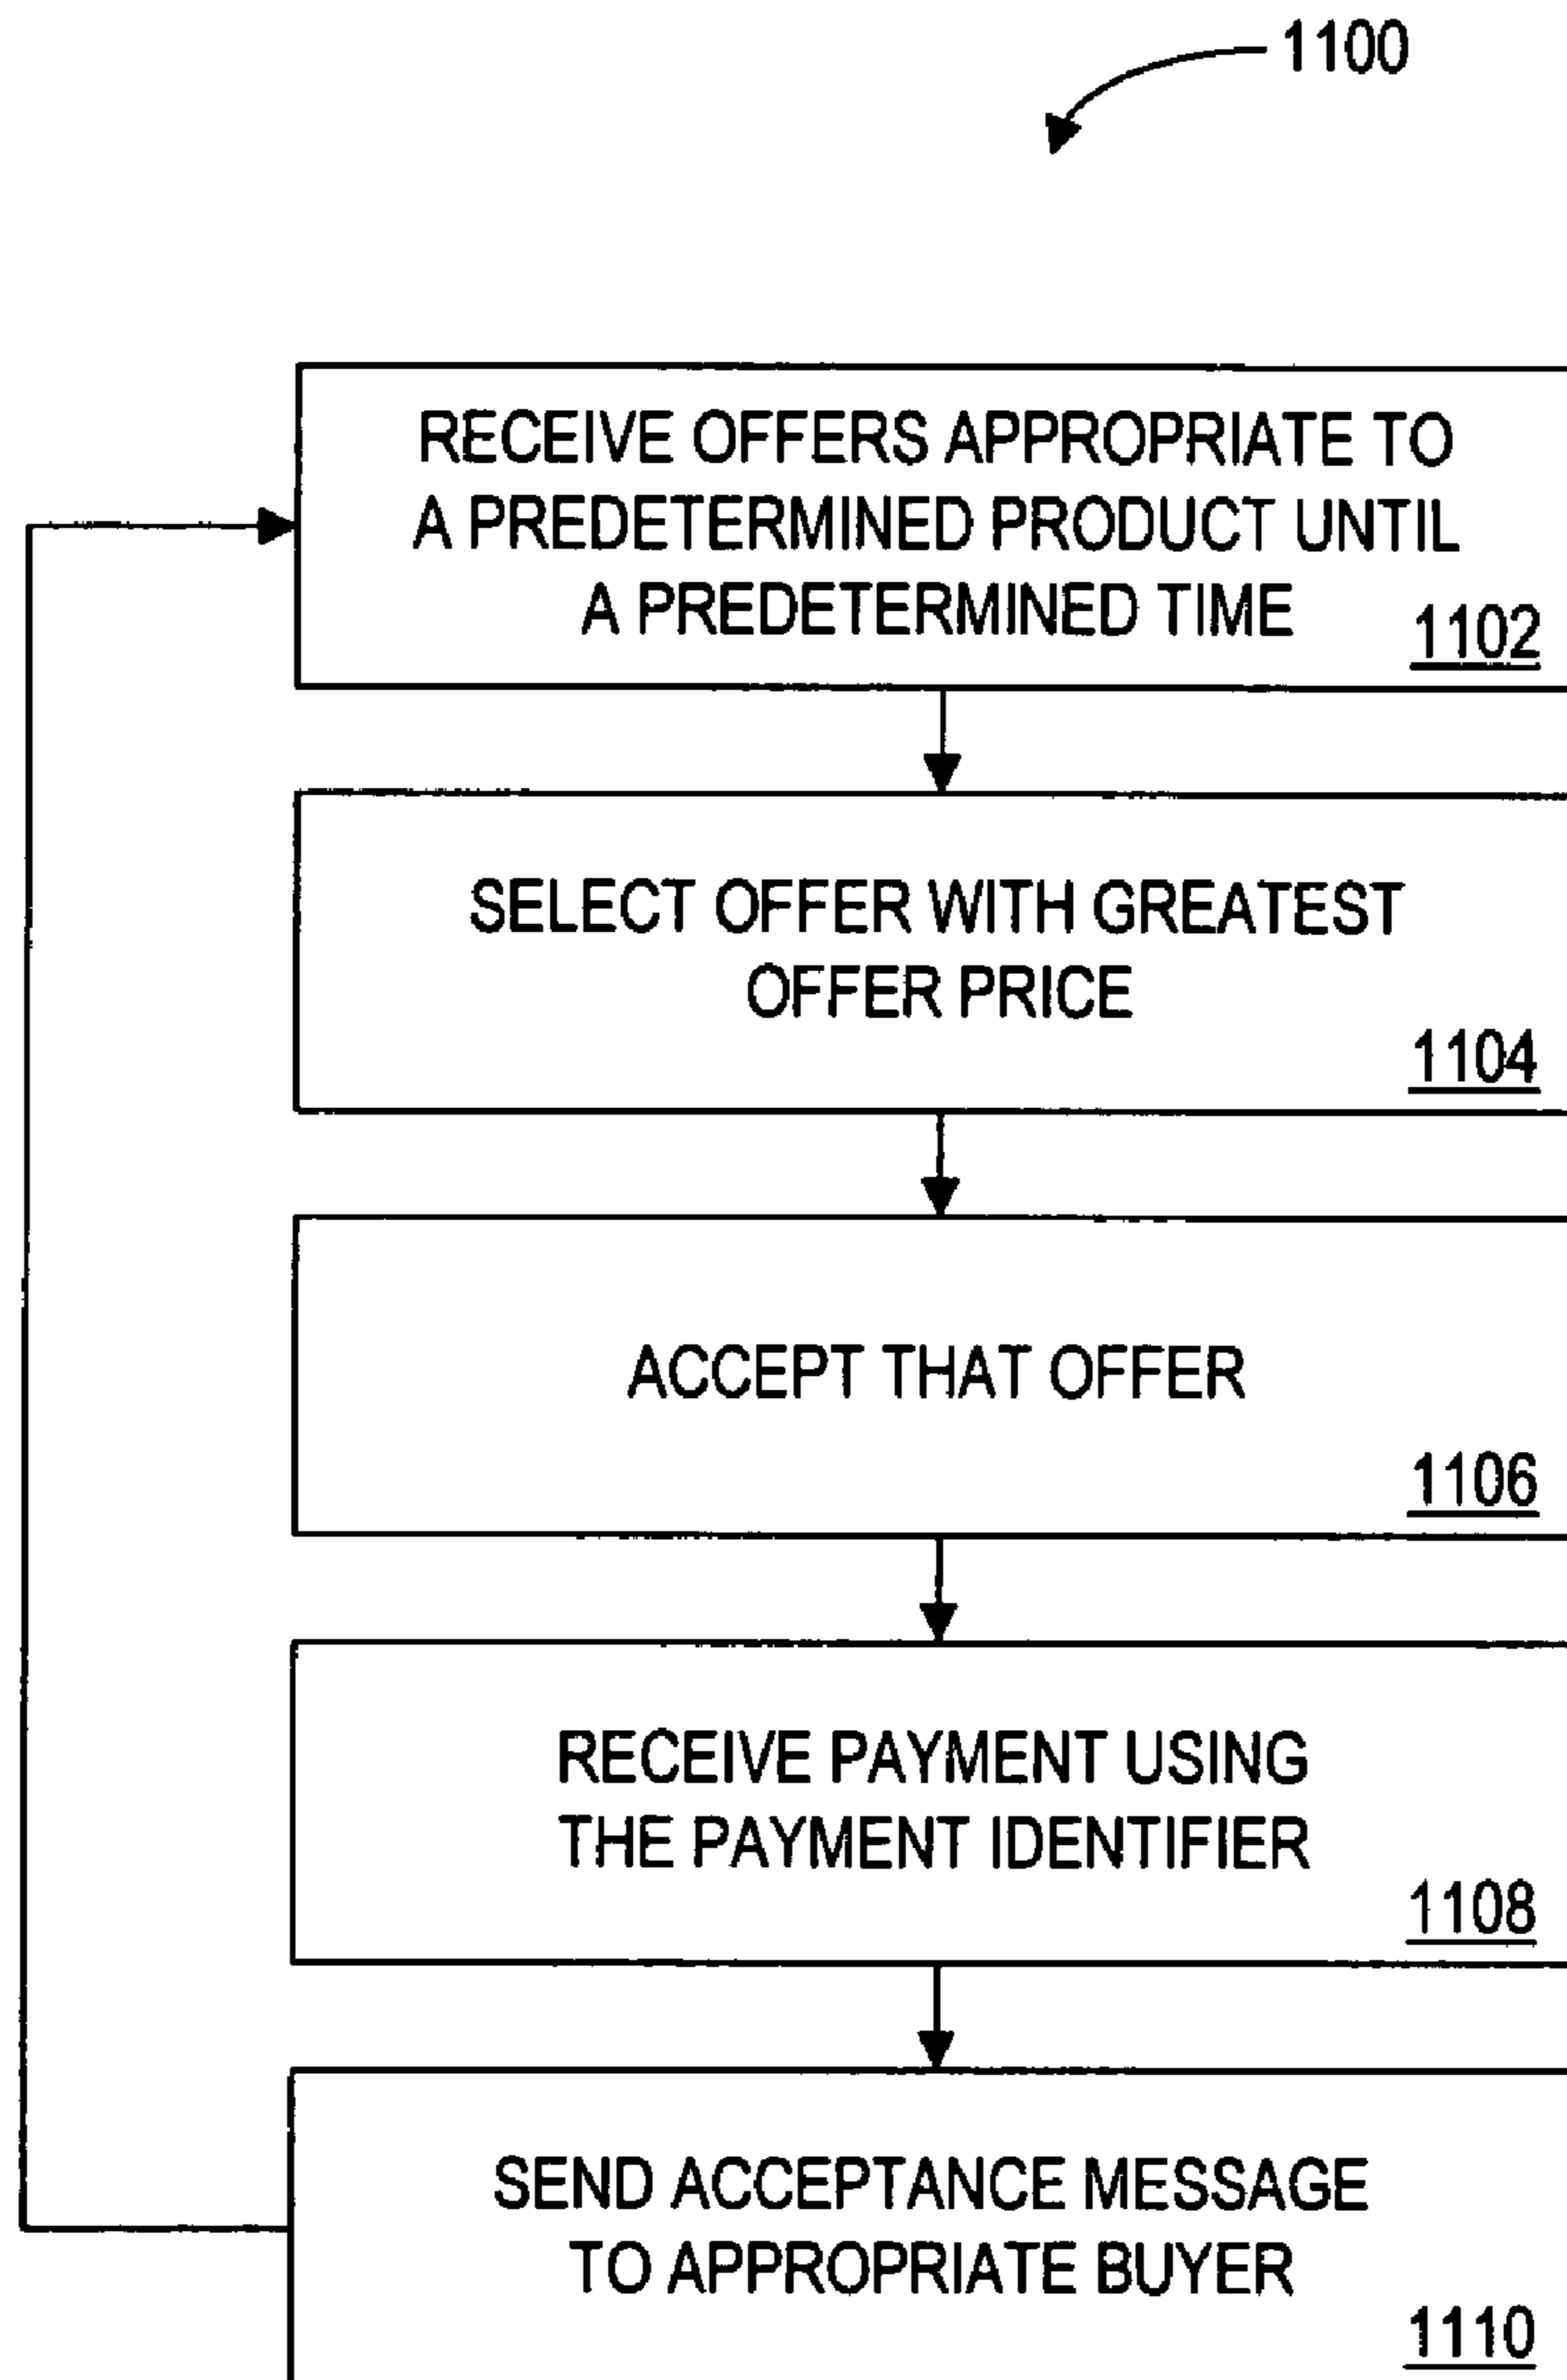 1100
RECEIVE OFFERS APPROPRIATE TO
A PREDETERMINED PRODUCT UNTIL
A PREDETERMINED TIME
1102
SELECT OFFER WITH GREATEST
OFFER PRICE
1104
ACCEPT THAT OFFER
1106
RECEIVE PAYMENT USING
THE PAYMENT IDENTIFIER
1108
SEND ACCEPTANCE MESSAGE
TO APPROPRIATE BUYER
1110